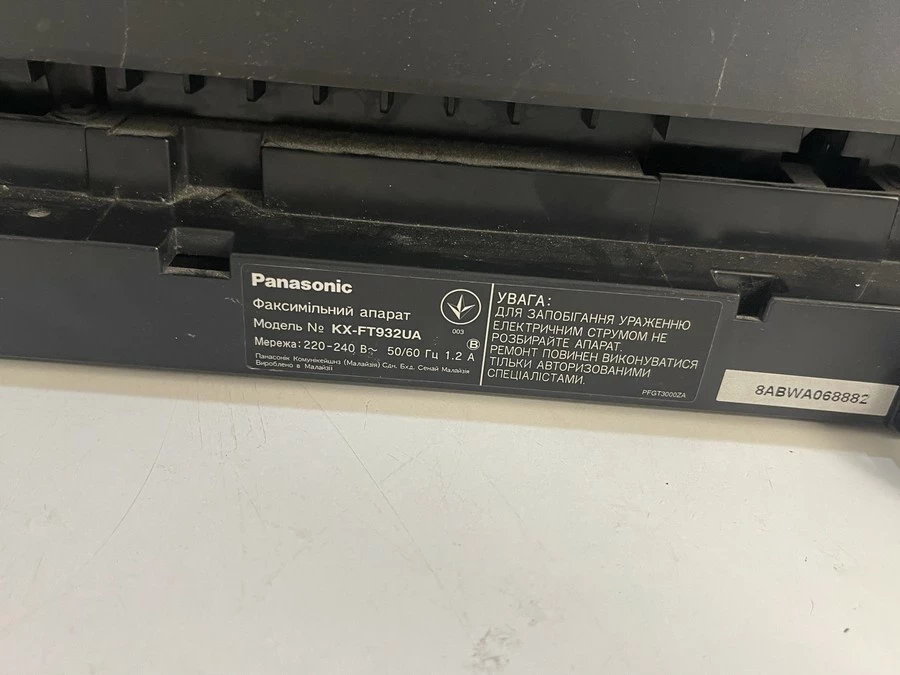 Panasonic
Факсимільний апарат
Модель № KX-FT932UA
Мережа: 220-240 В~ 50/60 Гц 1.2 А
Панасонік Комунікейшнз (Малайзія) Сдн. Бхд. Сенай Малайзія
Вироблено в Малайзії
003
B
УВАГА:
ДЛЯ ЗАПОБІГАННЯ УРАЖЕННЮ
ЕЛЕКТРИЧНИМ СТРУМОМ НЕ
РОЗБИРАЙТЕ АПАРАТ.
РЕМОНТ ПОВИНЕН ВИКОНУВАТИСЯ
ТІЛЬКИ АВТОРИЗОВАНИМИ
СПЕЦІАЛІСТАМИ.
PFGT3000ZA
8ABWA068882